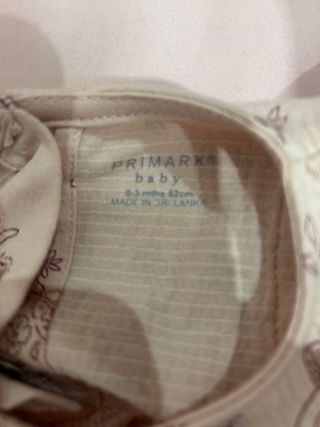 PRIMARK®
baby
0-3 mths 62cm
MADE IN SRI LANKA